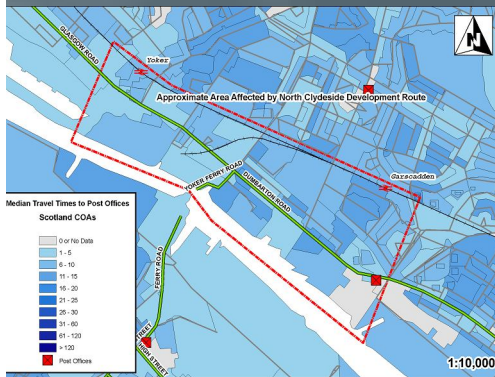 N
GLASGOW ROAD
Yoker
Approximate Area Affected by North Clydeside Development Route
Garscadden
YOKER FERRY ROAD
DUMBARTON ROAD
FERRY ROAD
STREET
HIGH STREET
Median Travel Times to Post Offices
Scotland COAs
0 or No Data
1 - 5
6 - 10
11 - 15
16 - 20
21 - 25
26 - 30
31 - 60
61 - 120
> 120
Post Offices
1:10,000